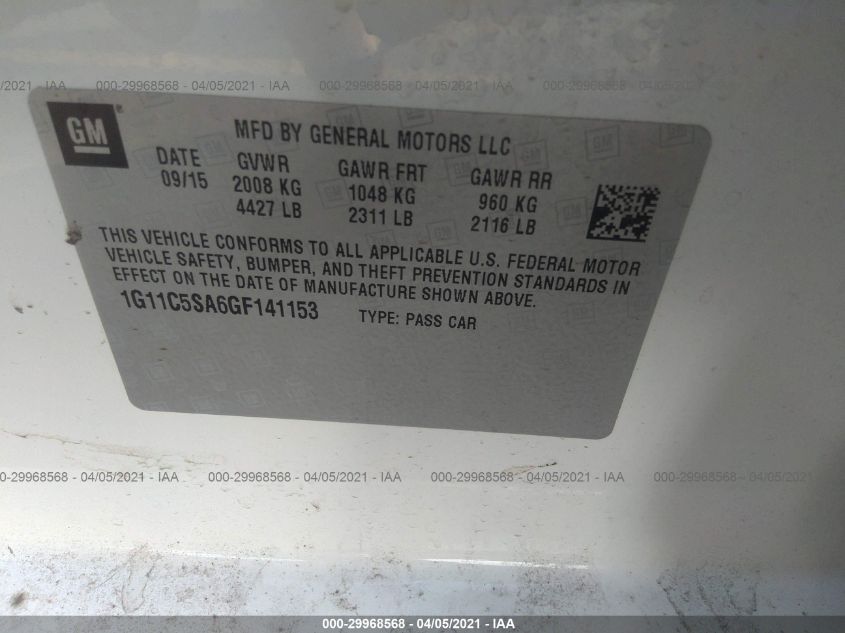 5/2021 - IAA 000-29968568 - 04/05/2021 - IAA 000-29968568 - 04/05/2021 - IAA 000-29968568 - 04/05/2021 - IAA
GM
MFD BY GENERAL MOTORS LLC
DATE GVWR GAWR FRT GAWR RR
09/15 2008 KG 1048 KG 960 KG
4427 LB 2311 LB 2116 LB
THIS VEHICLE CONFORMS TO ALL APPLICABLE U.S. FEDERAL MOTOR
VEHICLE SAFETY, BUMPER, AND THEFT PREVENTION STANDARDS IN
EFFECT ON THE DATE OF MANUFACTURE SHOWN ABOVE.
1G11C5SA6GF141153 TYPE: PASS CAR
000-29968568 - 04/05/2021 - IAA 000-29968568 - 04/05/2021 - IAA 000-29968568 - 04/05/2021 - IAA 000-29968568 - 04/05/2021
000-29968568 - 04/05/2021 - IAA